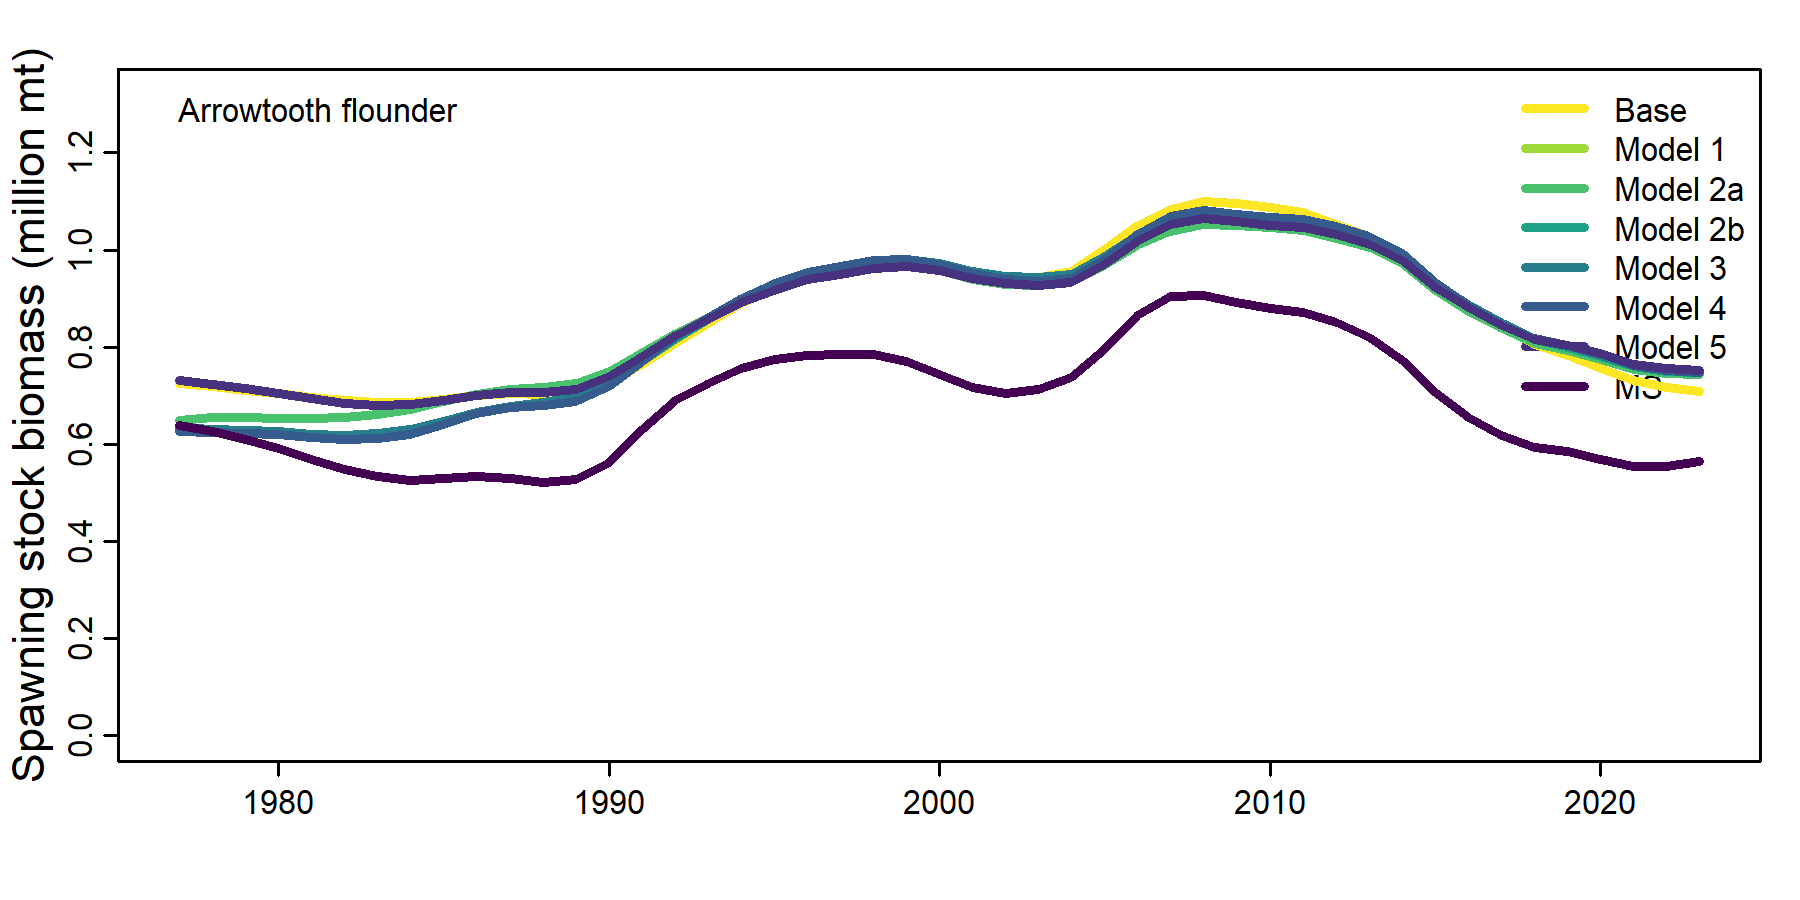 Arrowtooth flounder
Base
Model 1
Model 2a
Model 2b
Model 3
Model 4
Model 5
MS
Spawning stock biomass (million mt)
1.2
1.0
0.8
0.6
0.4
0.2
0.0
1980
1990
2000
2010
2020